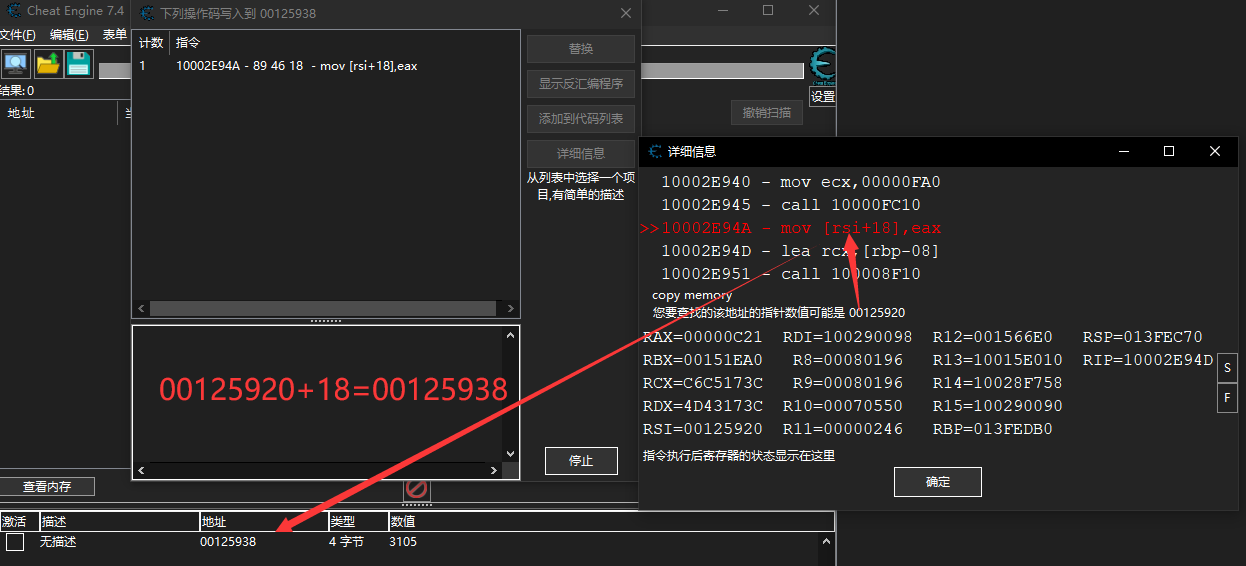 Cheat Engine 7.4
文件(F) 编辑(E) 表单
结果: 0
地址
撤销扫描
设置
查看内存
下列操作码写入到 00125938
计数 指令
1 10002E94A - 89 46 18 - mov [rsi+18],eax
替换
显示反汇编程序
添加到代码列表
详细信息
从列表中选择一个项
目,有简单的描述
00125920+18=00125938
停止
激活 描述 地址 类型 数值
无描述 00125938 4 字节 3105
详细信息
10002E940 - mov ecx,00000FA0
10002E945 - call 10000FC10
>>10002E94A - mov [rsi+18],eax
10002E94D - lea rcx,[rbp-08]
10002E951 - call 100008F10
copy memory
您要查找的该地址的指针数值可能是 00125920
RAX=00000C21 RDI=100290098 R12=001566E0 RSP=013FEC70
RBX=00151EA0 R8=00080196 R13=10015E010 RIP=10002E94D
RCX=C6C5173C R9=00080196 R14=10028F758
RDX=4D43173C R10=00070550 R15=100290090
RSI=00125920 R11=00000246 RBP=013FEDB0
S
F
指令执行后寄存器的状态显示在这里
确定